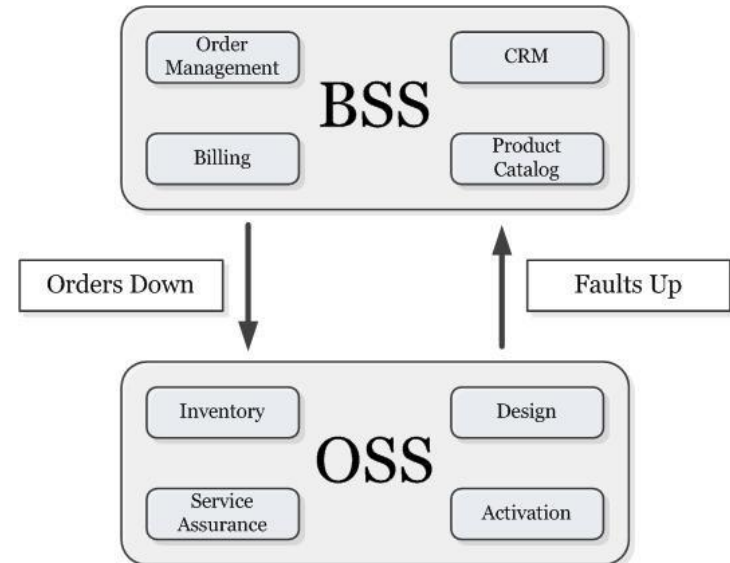 Order
Management
CRM
BSS
Billing
Product
Catalog
Orders Down
Faults Up
Inventory
Design
OSS
Service
Assurance
Activation